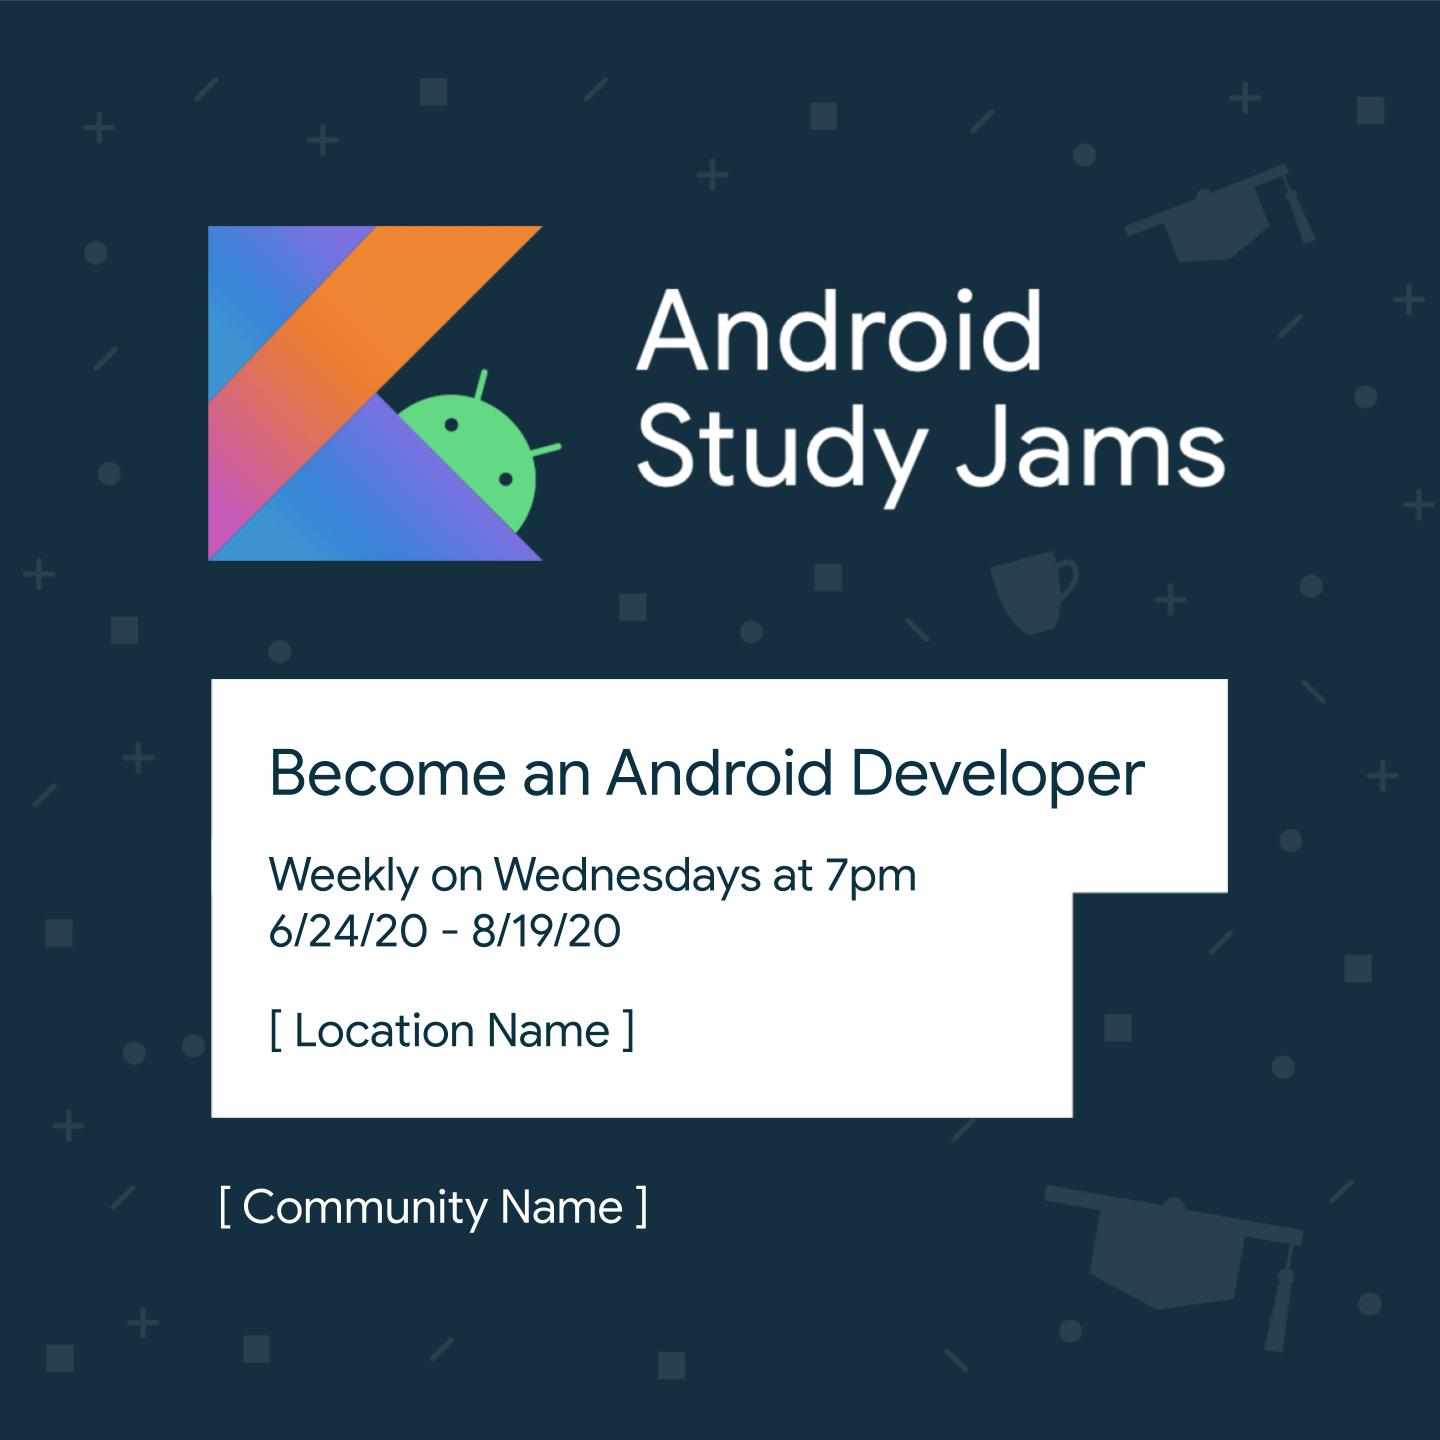 Android
Study Jams
Become an Android Developer
Weekly on Wednesdays at 7pm
6/24/20 - 8/19/20
[ Location Name ]
[ Community Name ]